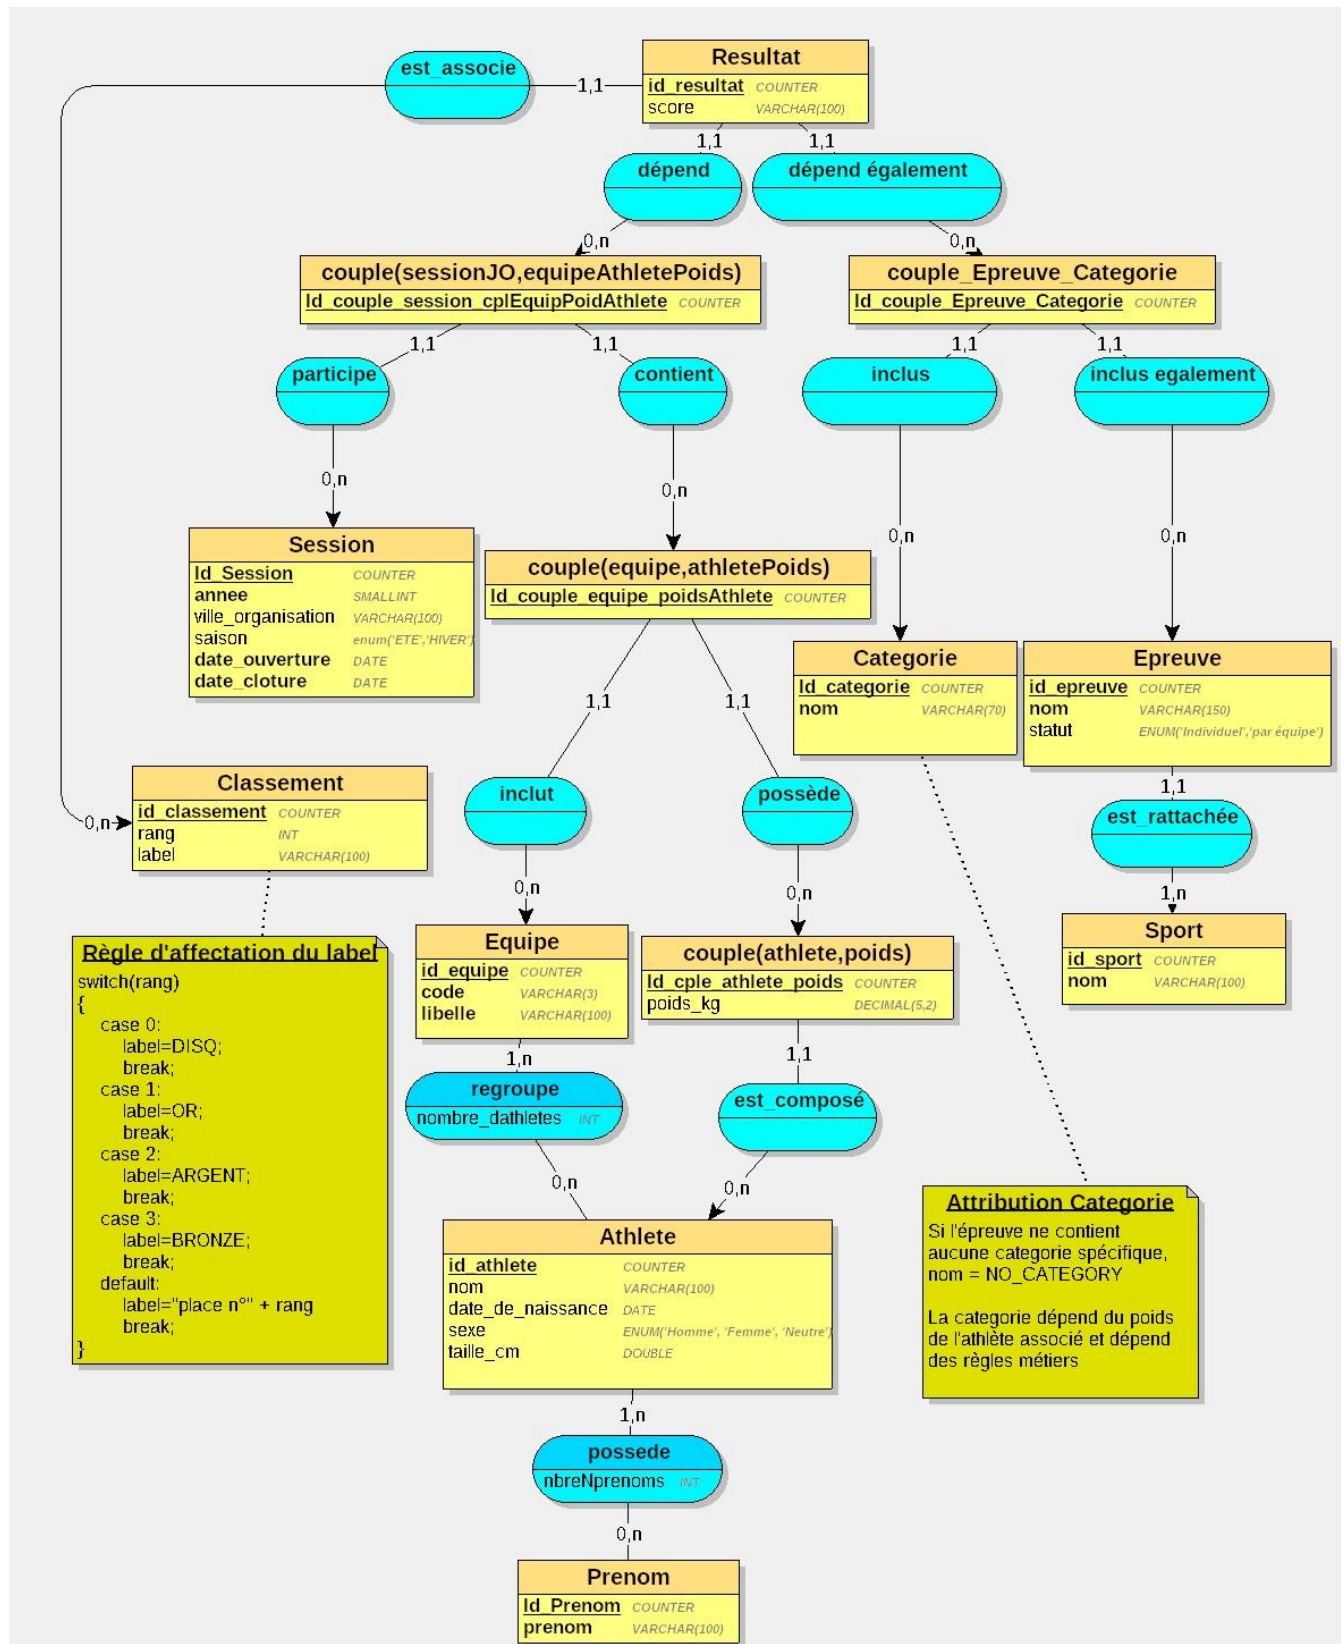 est_associe
Resultat
1,1
id_resultat COUNTER
score VARCHAR(100)
1,1
1,1
dépend
dépend également
0,n
0,n
couple(sessionJO,equipeAthletePoids)
Id_couple_session_cplEquipPoidAthlete COUNTER
couple_Epreuve_Categorie
Id_couple_Epreuve_Categorie COUNTER
1,1
1,1
1,1
1,1
participe
contient
inclus
inclus egalement
0,n
0,n
0,n
0,n
Session
Id_Session COUNTER
annee SMALLINT
ville_organisation VARCHAR(100)
saison enum('ETE','HIVER')
date_ouverture DATE
date_cloture DATE
couple(equipe,athletePoids)
Id_couple_equipe_poidsAthlete COUNTER
Categorie
Id_categorie COUNTER
nom VARCHAR(70)
Epreuve
id_epreuve COUNTER
nom VARCHAR(150)
statut ENUM('Individuel','par équipe')
1,1
1,1
1,1
Classement
id_classement COUNTER
rang INT
label VARCHAR(100)
0,n
inclut
possède
est_rattachée
0,n
0,n
1,n
Règle d'affectation du label
switch(rang)
{
case 0:
label=DISQ;
break;
case 1:
label=OR;
break;
case 2:
label=ARGENT;
break;
case 3:
label=BRONZE;
break;
default:
label="place n°" + rang
break;
}
Equipe
id_equipe COUNTER
code VARCHAR(3)
libelle VARCHAR(100)
couple(athlete,poids)
Id_cple_athlete_poids COUNTER
poids_kg DECIMAL(5,2)
Sport
id_sport COUNTER
nom VARCHAR(100)
1,n
1,1
regroupe
nombre_dathletes INT
est_composé
0,n
0,n
Attribution Categorie
Si l'épreuve ne contient
aucune categorie spécifique,
nom = NO_CATEGORY
La categorie dépend du poids
de l'athlète associé et dépend
des règles métiers
Athlete
id_athlete COUNTER
nom VARCHAR(100)
date_de_naissance DATE
sexe ENUM('Homme', 'Femme', 'Neutre')
taille_cm DOUBLE
1,n
possede
nbreNprenoms INT
0,n
Prenom
Id_Prenom COUNTER
prenom VARCHAR(100)